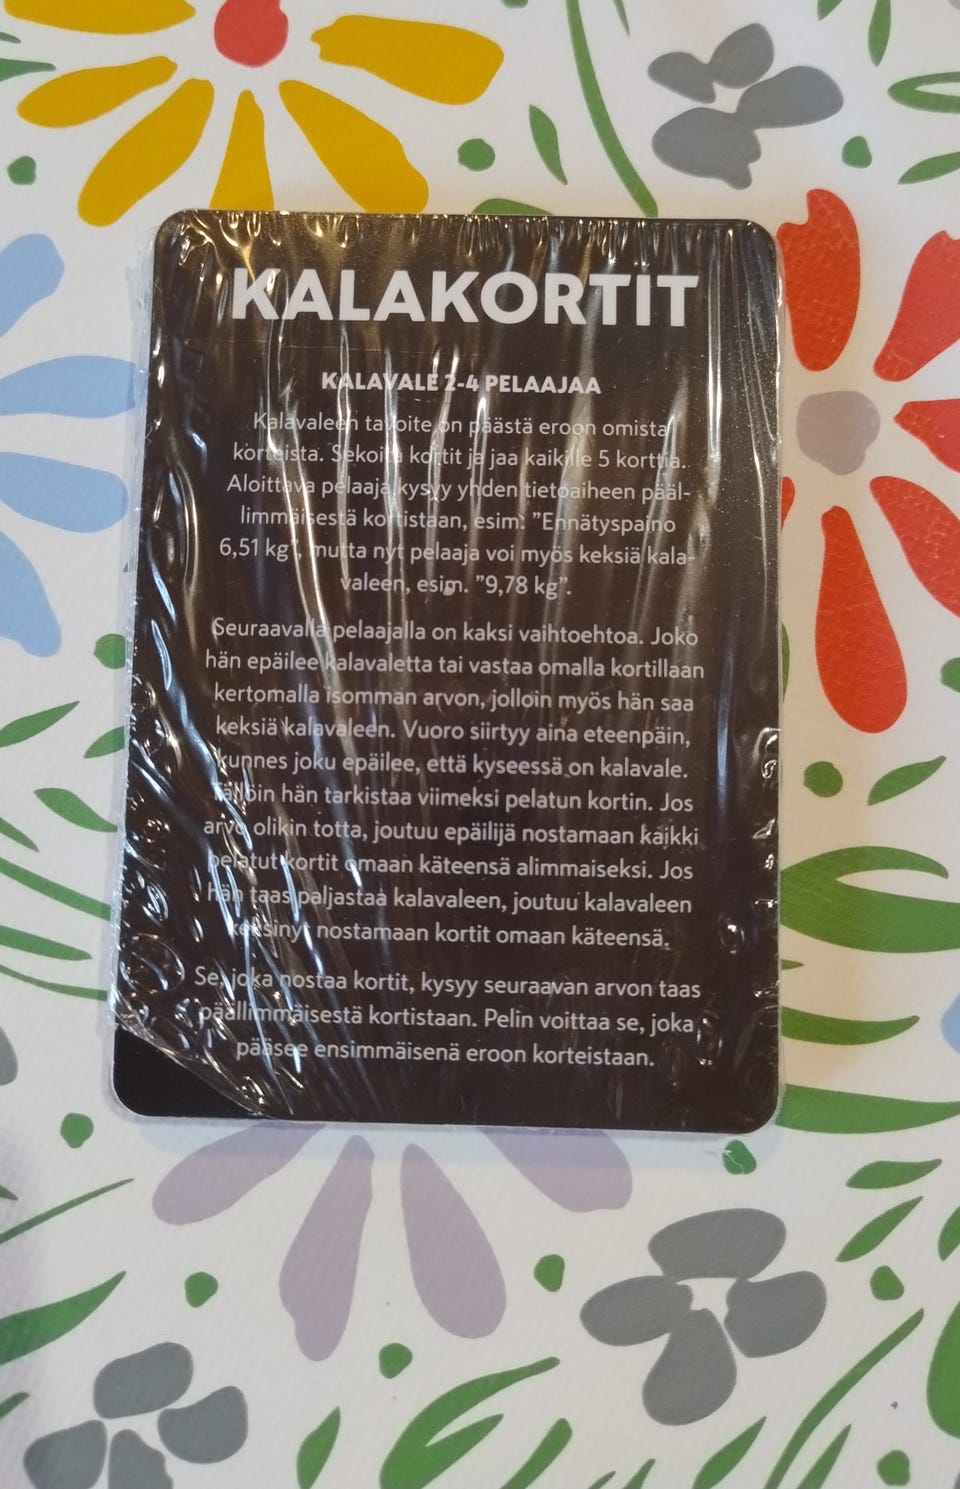 KALAKORTIT
KALAVALE 2-4 PELAAJAA
Kalavaleen tavoite on päästä eroon omista
korteista. Sekoita kortit ja jaa kaikille 5 korttia.
Aloittava pelaaja kysyy yhden tietoaiheen pääl-
limmäisestä kortistaan, esim. ”Ennätyspaino
6,51 kg”, mutta nyt pelaaja voi myös keksiä kala-
valeen, esim. ”9,78 kg”.
Seuraavalla pelaajalla on kaksi vaihtoehtoa. Joko
hän epäilee kalavaletta tai vastaa omalla kortillaan
kertomalla isomman arvon, jolloin myös hän saa
keksiä kalavaleen. Vuoro siirtyy aina eteenpäin,
kunnes joku epäilee, että kyseessä on kalavale.
Tällöin hän tarkistaa viimeksi pelatun kortin. Jos
arvo olikin totta, joutuu epäilijä nostamaan kaikki
pelatut kortit omaan käteensä alimmaiseksi. Jos
hän taas paljastaa kalavaleen, joutuu kalavaleen
keksinyt nostamaan kortit omaan käteensä.
Se, joka nostaa kortit, kysyy seuraavan arvon taas
päällimmäisestä kortistaan. Pelin voittaa se, joka
pääsee ensimmäisenä eroon korteistaan.